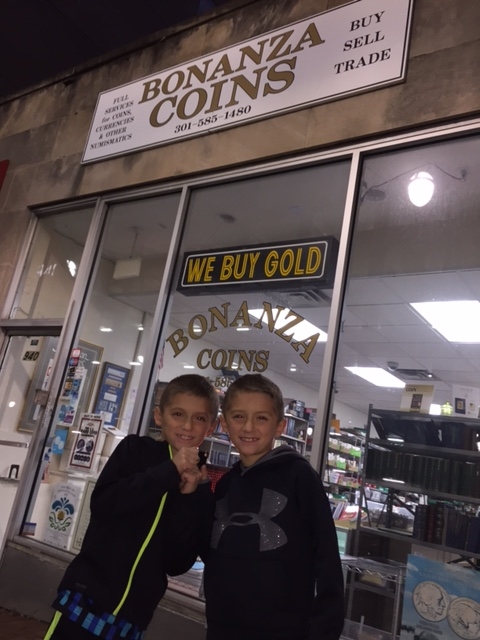 FULL
SERVICES
for COINS,
CURRENCIES
& OTHER
NUMISMATICS
BONANZA
COINS
301-585-1480
BUY
SELL
TRADE
WE BUY GOLD
BONANZA
COINS
940